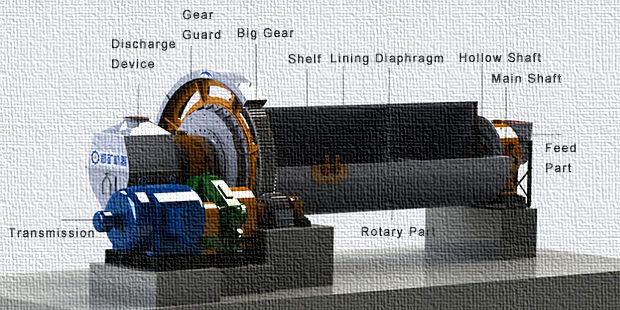 Gear
Guard
Big Gear
Discharge
Device
Shelf
Lining
Diaphragm
Hollow Shaft
Main Shaft
Feed
Part
Transmission
Rotary Part